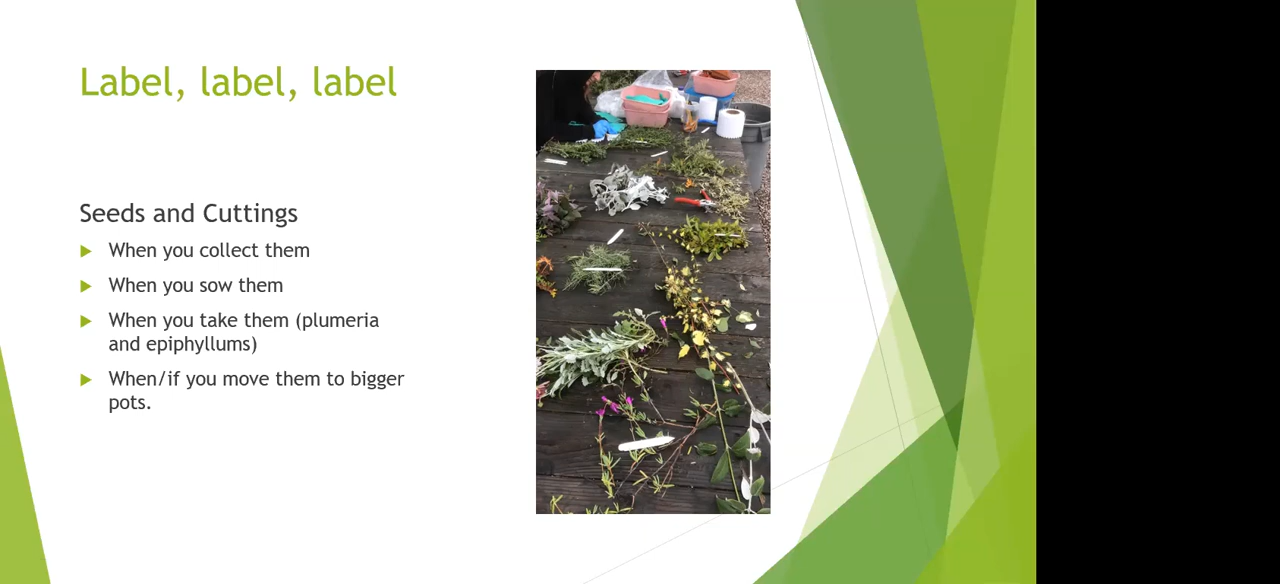 Label, label, label
Seeds and Cuttings
When you collect them
When you sow them
When you take them (plumeria
and epiphyllums)
When/if you move them to bigger
pots.